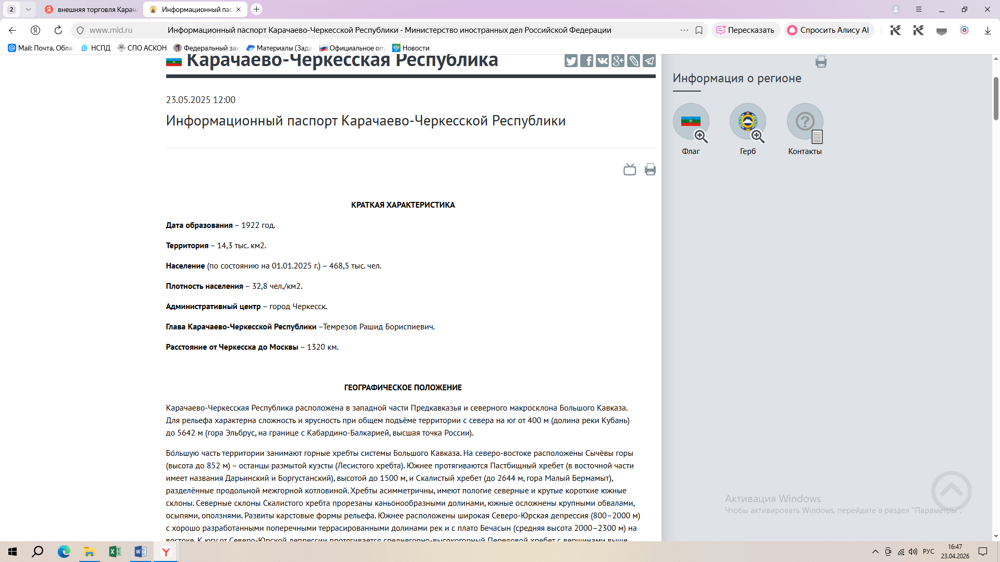 2
внешняя торговля Карача
Информационный пас
www.mid.ru
Информационный паспорт Карачаево-Черкесской Республики - Министерство иностранных дел Российской Федерации
Пересказать
Спросить Алису AI
Mail: Почта, Обла
НСПД
СПО АСКОН
Федеральный зак
Материалы (Зада
Официальное опу
Новости
Карачаево-Черкесская Республика
Информация о регионе
23.05.2025 12:00
Информационный паспорт Карачаево-Черкесской Республики
Флаг
Герб
Контакты
КРАТКАЯ ХАРАКТЕРИСТИКА
Дата образования – 1922 год.
Территория – 14,3 тыс. км2.
Население (по состоянию на 01.01.2025 г.) – 468,5 тыс. чел.
Плотность населения – 32,8 чел./км2.
Административный центр – город Черкесск.
Глава Карачаево-Черкесской Республики –Темрезов Рашид Бориспиевич.
Расстояние от Черкесска до Москвы – 1320 км.
ГЕОГРАФИЧЕСКОЕ ПОЛОЖЕНИЕ
Карачаево-Черкесская Республика расположена в западной части Предкавказья и северного макросклона Большого Кавказа.
Для рельефа характерна сложность и ярусность при общем подъёме территории с севера на юг от 400 м (долина реки Кубань)
до 5642 м (гора Эльбрус, на границе с Кабардино-Балкарией, высшая точка России).
Бо́льшую часть территории занимают горные хребты системы Большого Кавказа. На северо-востоке расположены Сычёвы горы
(высота до 852 м) – останцы размытой куэсты (Лесистого хребта). Южнее протягиваются Пастбищный хребет (в восточной части
имеет названия Дарьинский и Боргустанский), высотой до 1500 м, и Скалистый хребет (до 2644 м, гора Малый Бермамыт),
разделённые продольной межгорной котловиной. Хребты асимметричны, имеют пологие северные и крутые короткие южные
склоны. Северные склоны Скалистого хребта прорезаны каньонообразными долинами, южные осложнены крупными обвалами,
осыпями, оползнями. Развиты карстовые формы рельефа. Южнее расположены широкая Северо-Юрская депрессия (800–2000 м)
с хорошо разработанными поперечными террасированными долинами рек и с плато Бечасын (средняя высота 2000–2300 м) на
востоке. К югу от Северо-Юрской депрессии протягивается среднегорно-высокогорный Передовой хребет с вершинами выше
Активация Windows
Чтобы активировать Windows, перейдите в раздел "Параметры".
РУС
16:47
23.04.2026